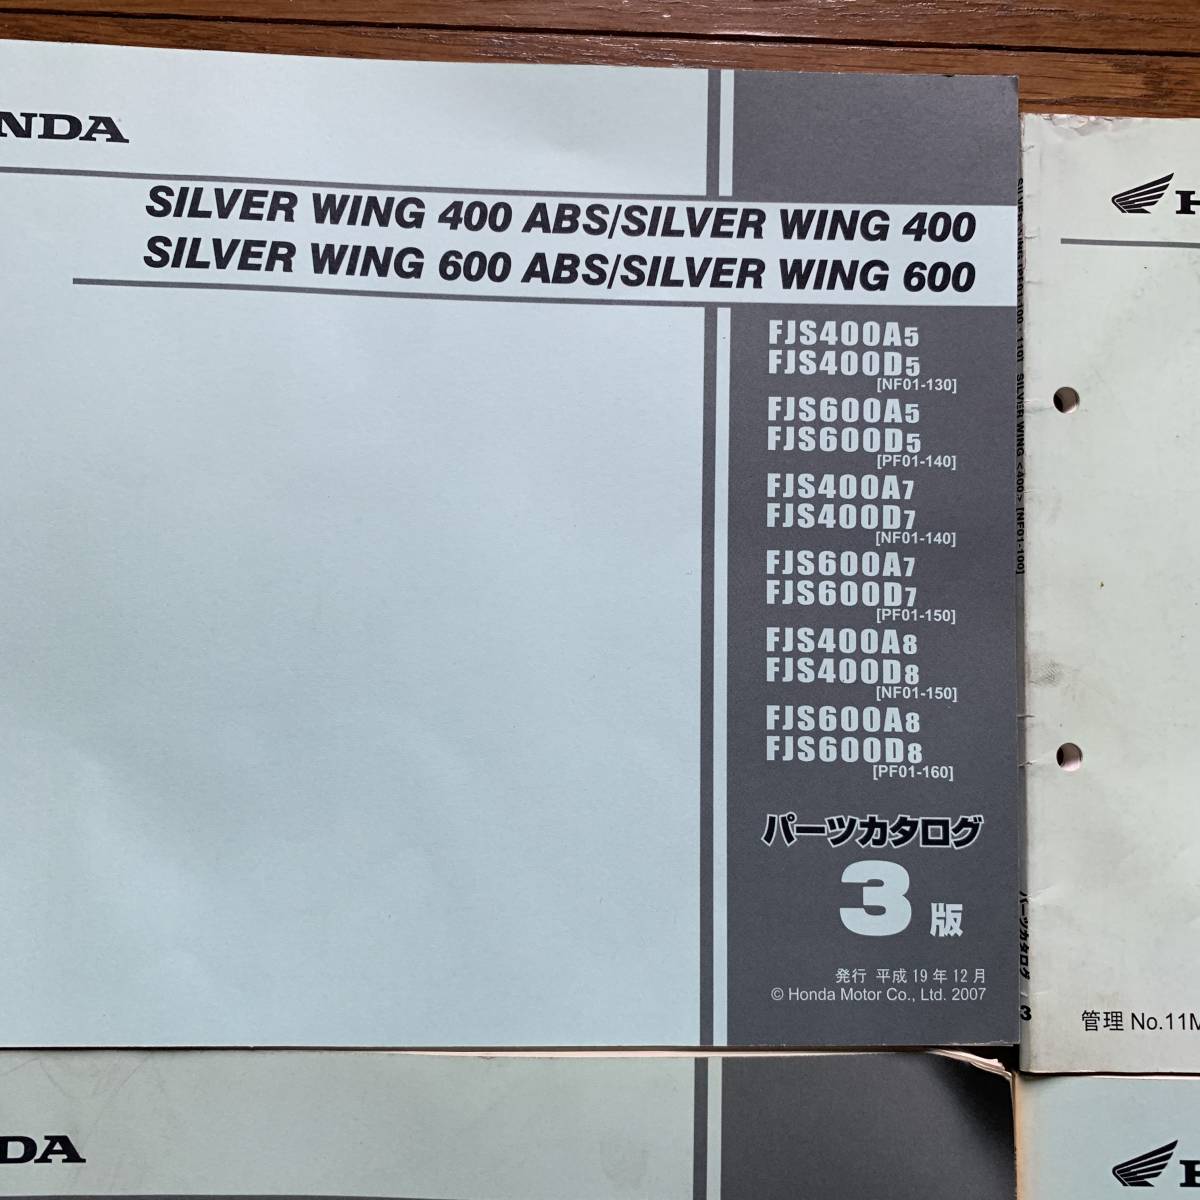 NDA
SILVER WING 400 ABS/SILVER WING 400
SILVER WING 600 ABS/SILVER WING 600
FJS400A5
FJS400D5
[NF01-130]
FJS600A5
FJS600D5
[PF01-140]
FJS400A7
FJS400D7
[NF01-140]
FJS600A7
FJS600D7
[PF01-150]
FJS400A8
FJS400D8
[NF01-150]
FJS600A8
FJS600D8
[PF01-160]
パーツカタログ
3版
発行 平成19年12月
© Honda Motor Co., Ltd. 2007
SILVER WING <400> [NF01-100]
パーツカタログ 3
H
管理 No.11M
DA
H